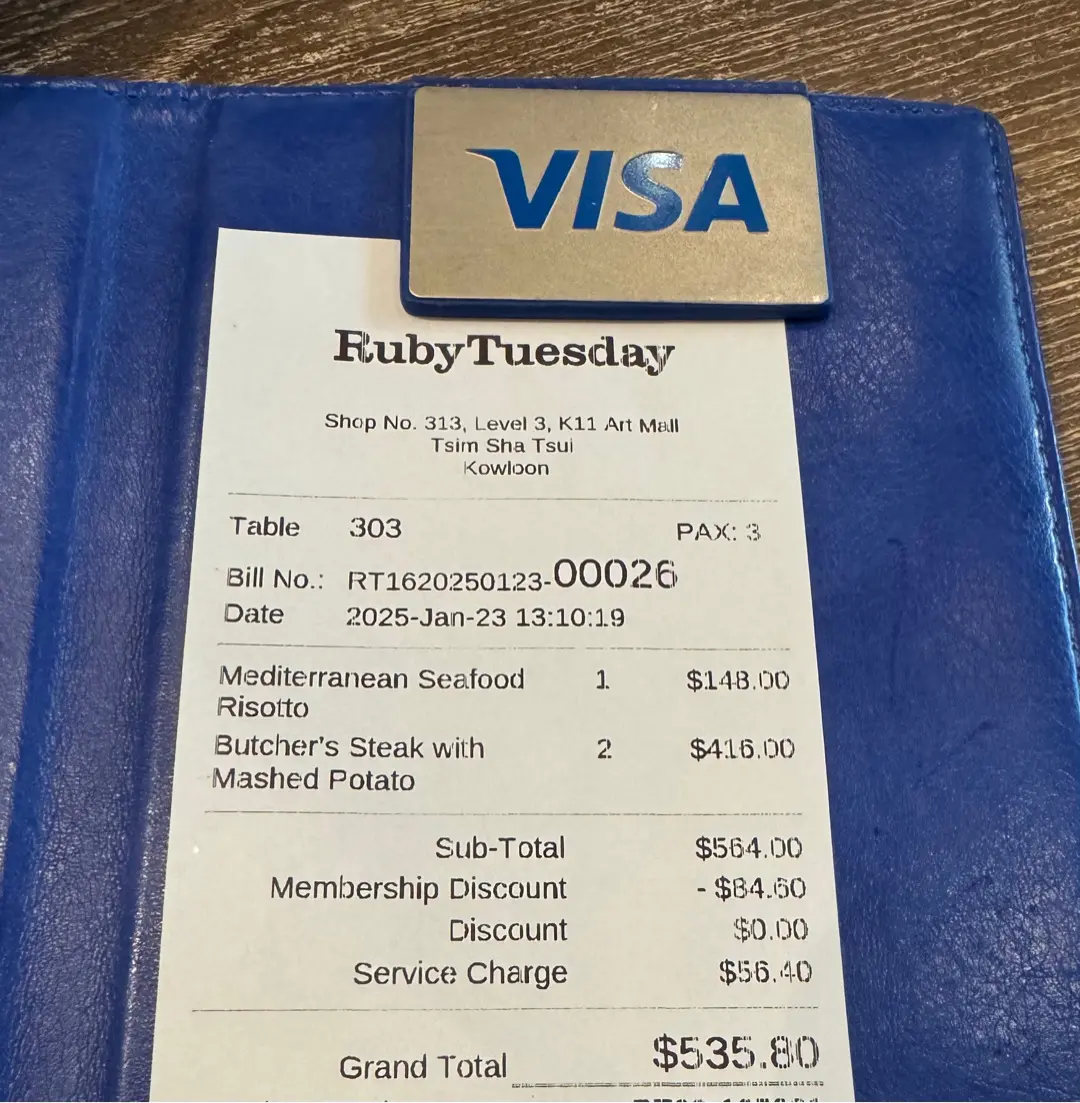 VISA
Ruby Tuesday
Shop No. 313, Level 3, K11 Art Mall
Tsim Sha Tsui
Kowloon
Table 303 PAX: 3
Bill No.: RT1620250123-00026
Date 2025-Jan-23 13:10:19
Mediterranean Seafood 1 $148.00
Risotto
Butcher's Steak with 2 $416.00
Mashed Potato
Sub-Total $564.00
Membership Discount - $84.60
Discount $0.00
Service Charge $56.40
Grand Total $535.80